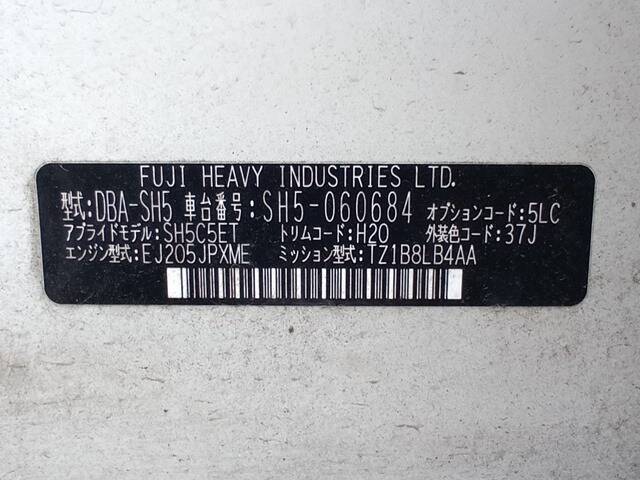 FUJI HEAVY INDUSTRIES LTD.
型式:DBA-SH5 車台番号:SH5-060684 オプションコード:5LC
アプライドモデル:SH5C5ET トリムコード:H20 外装色コード:37J
エンジン型式:EJ205JPXME ミッション型式:TZ1B8LB4AA